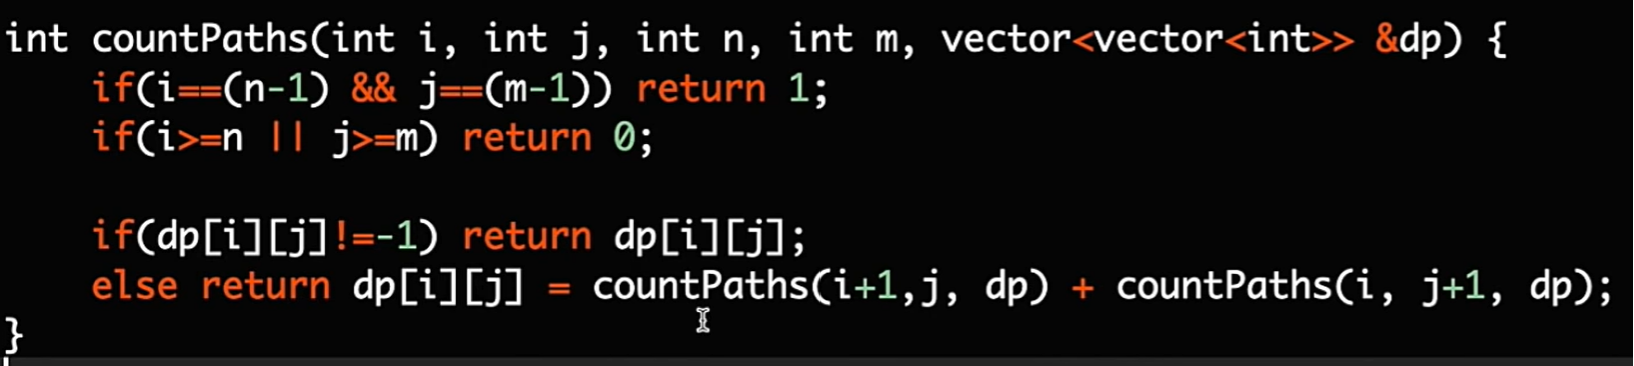 int countPaths(int i, int j, int n, int m, vector<vector<int>> &dp) {
    if(i==(n-1) && j==(m-1)) return 1;
    if(i>=n || j>=m) return 0;

    if(dp[i][j]!=-1) return dp[i][j];
    else return dp[i][j] = countPaths(i+1,j, dp) + countPaths(i, j+1, dp);
}